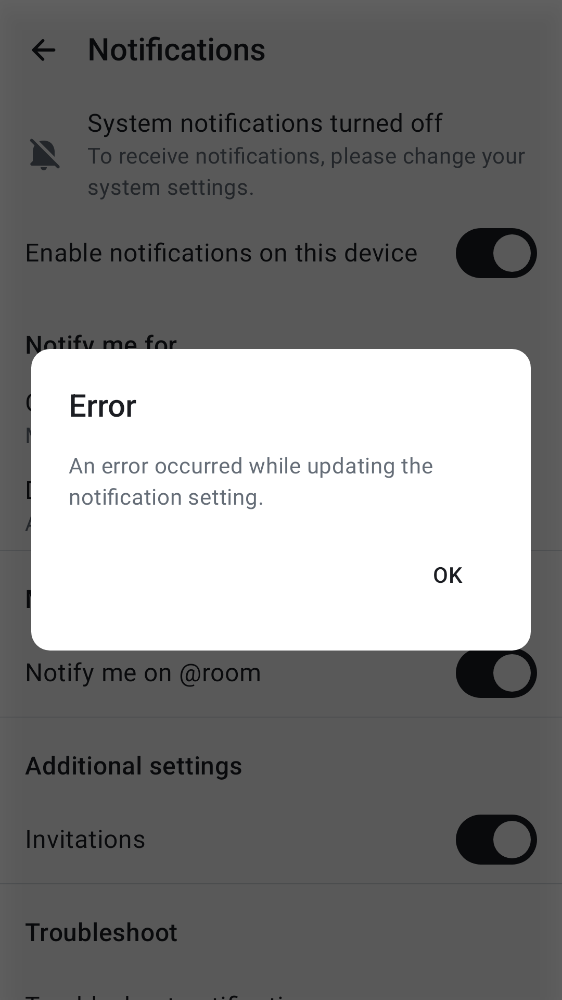 Notifications
System notifications turned off
To receive notifications, please change your
system settings.
Enable notifications on this device
Notify me for
Error
An error occurred while updating the
notification setting.
OK
Notify me on @room
Additional settings
Invitations
Troubleshoot